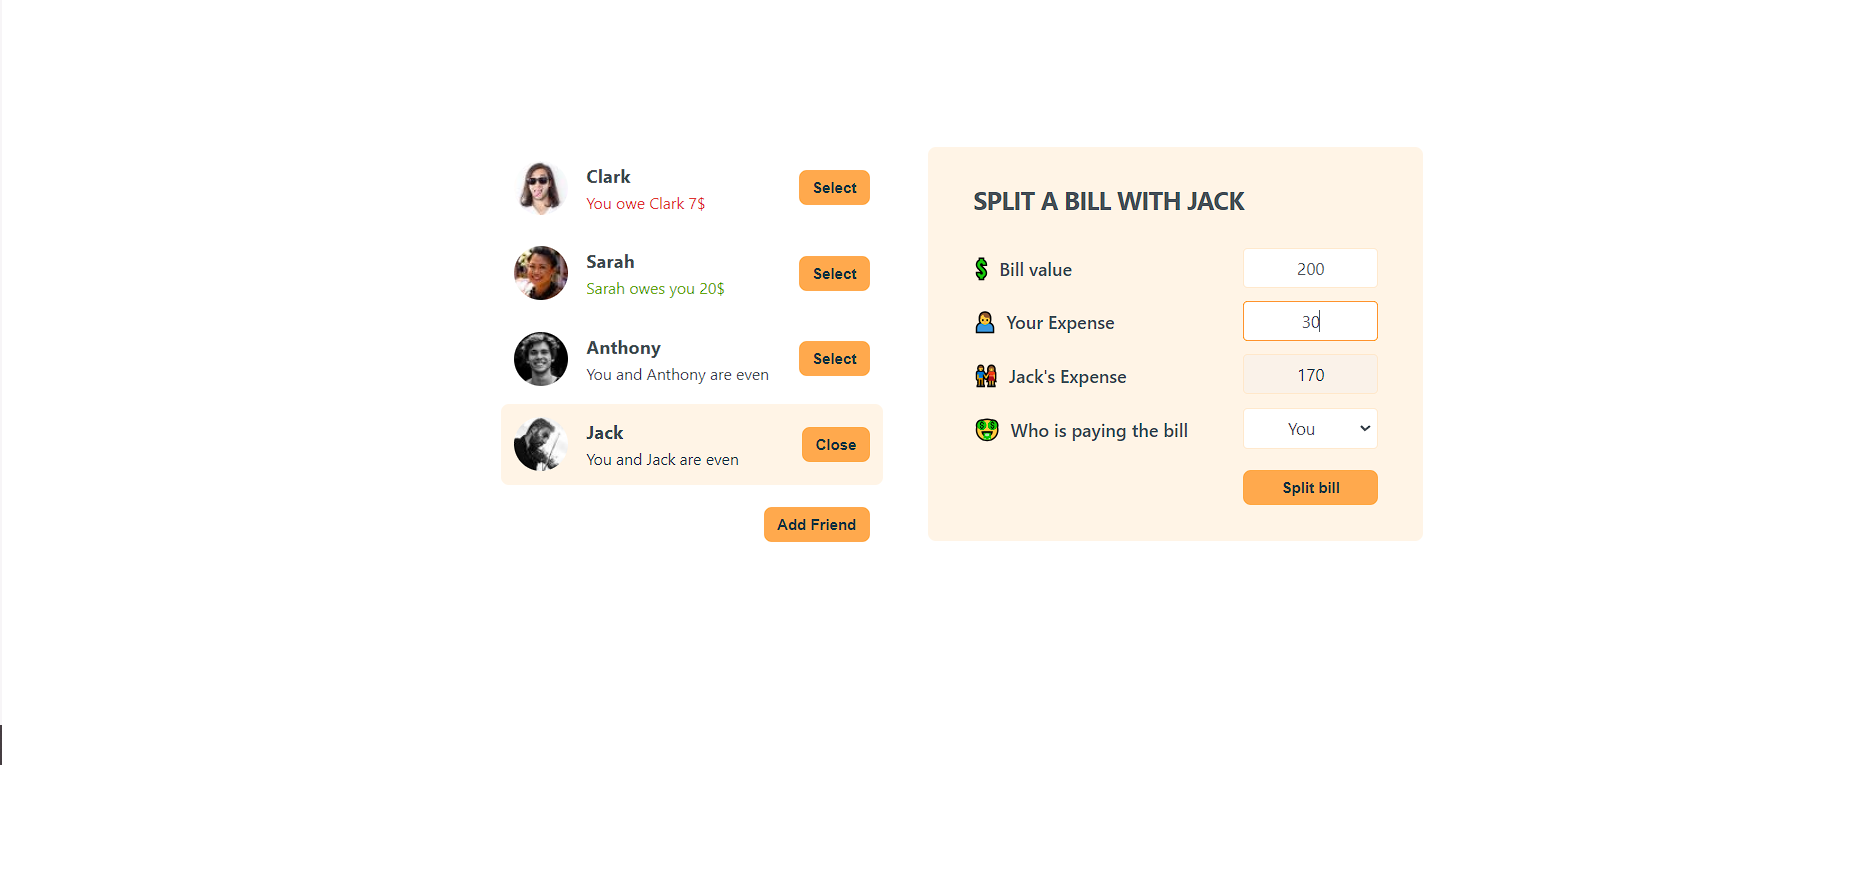 Clark
You owe Clark 7$
Select
Sarah
Sarah owes you 20$
Select
Anthony
You and Anthony are even
Select
Jack
You and Jack are even
Close
Add Friend
SPLIT A BILL WITH JACK
Bill value
200
Your Expense
30
Jack's Expense
170
Who is paying the bill
You
Split bill